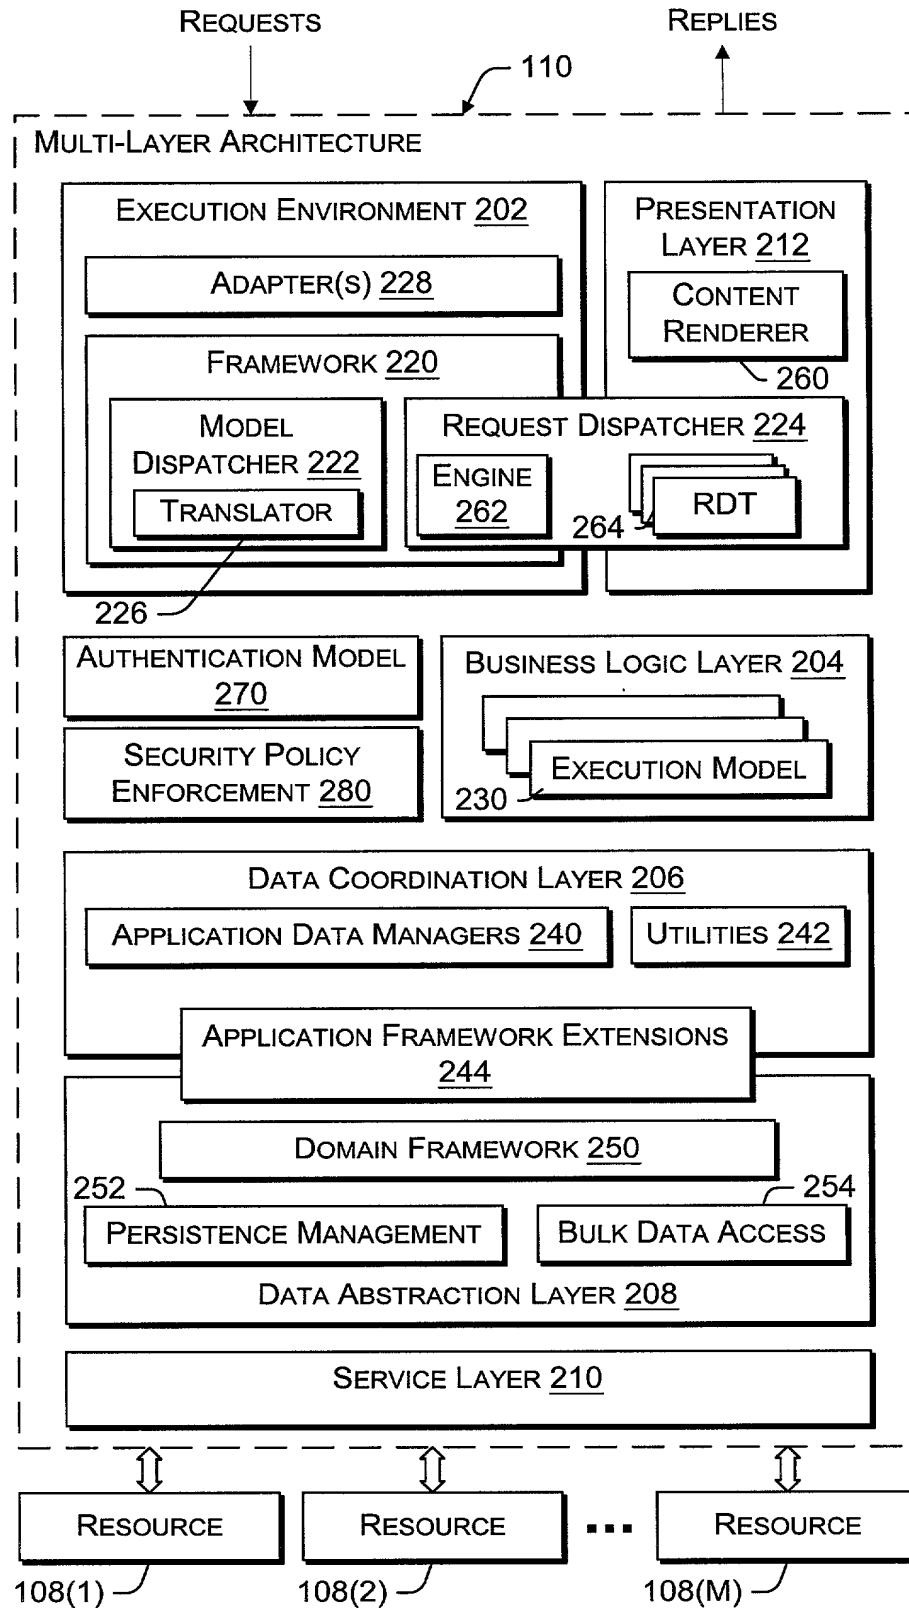 REQUESTS
REPLIES
110
MULTI-LAYER ARCHITECTURE
EXECUTION ENVIRONMENT 202
ADAPTER(S) 228
FRAMEWORK 220
MODEL
DISPATCHER 222
TRANSLATOR
226
PRESENTATION
LAYER 212
CONTENT
RENDERER
260
REQUEST DISPATCHER 224
ENGINE
262
264
RDT
AUTHENTICATION MODEL
270
SECURITY POLICY
ENFORCEMENT 280
BUSINESS LOGIC LAYER 204
EXECUTION MODEL
230
DATA COORDINATION LAYER 206
APPLICATION DATA MANAGERS 240
UTILITIES 242
APPLICATION FRAMEWORK EXTENSIONS
244
DOMAIN FRAMEWORK 250
252
254
PERSISTENCE MANAGEMENT
BULK DATA ACCESS
DATA ABSTRACTION LAYER 208
SERVICE LAYER 210
RESOURCE
RESOURCE
RESOURCE
108(1)
108(2)
108(M)